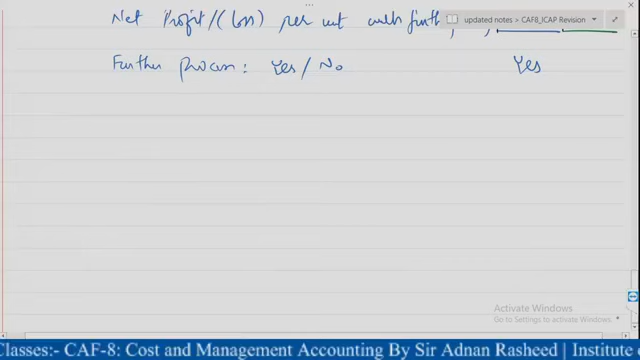 updated notes > CAF8_ICAP Revision
Net Profit/(loss) per unit with furth
Further process: Yes / No Yes
Activate Windows
Go to Settings to activate Windows.
Classes:- CAF-8: Cost and Management Accounting By Sir Adnan Rasheed | Institute